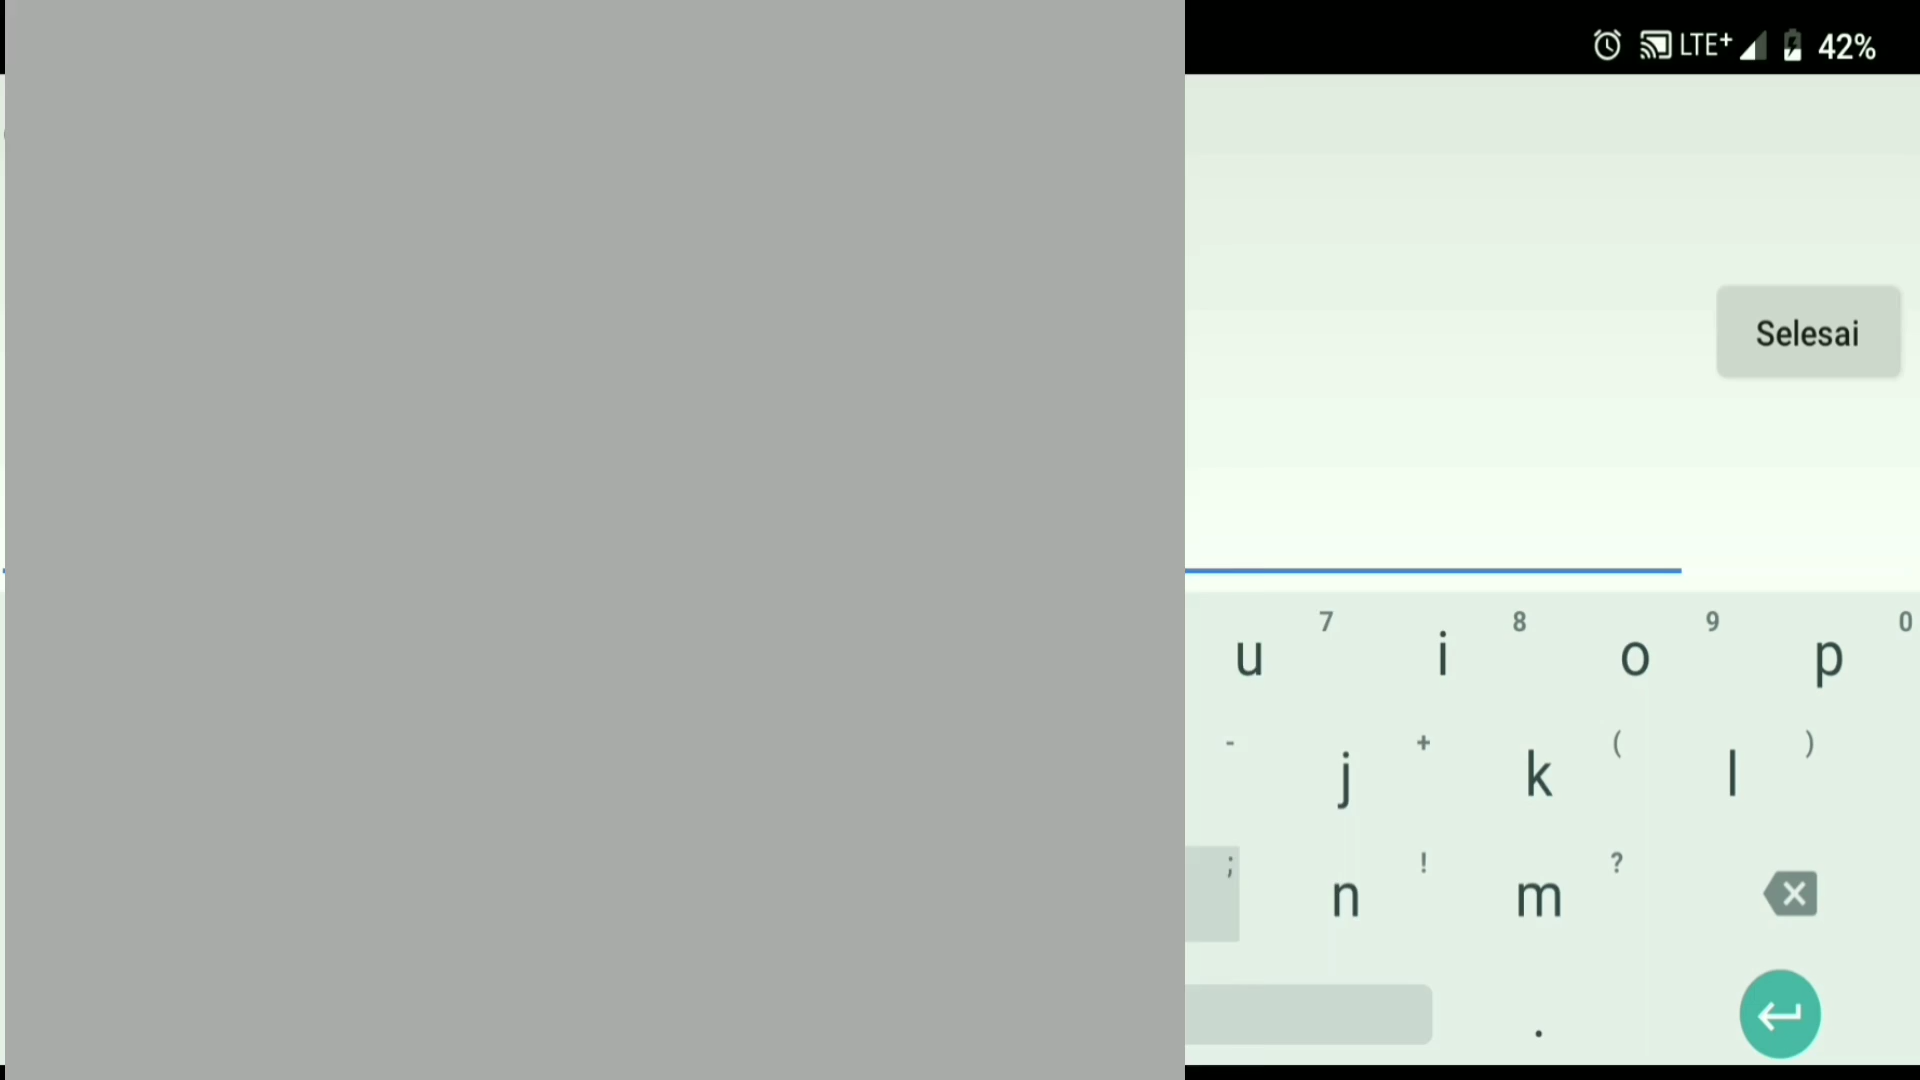 LTE+ 42%
Selesai
7 8 9 0
u i o p
- + ( )
j k l
; ! ?
n m
.